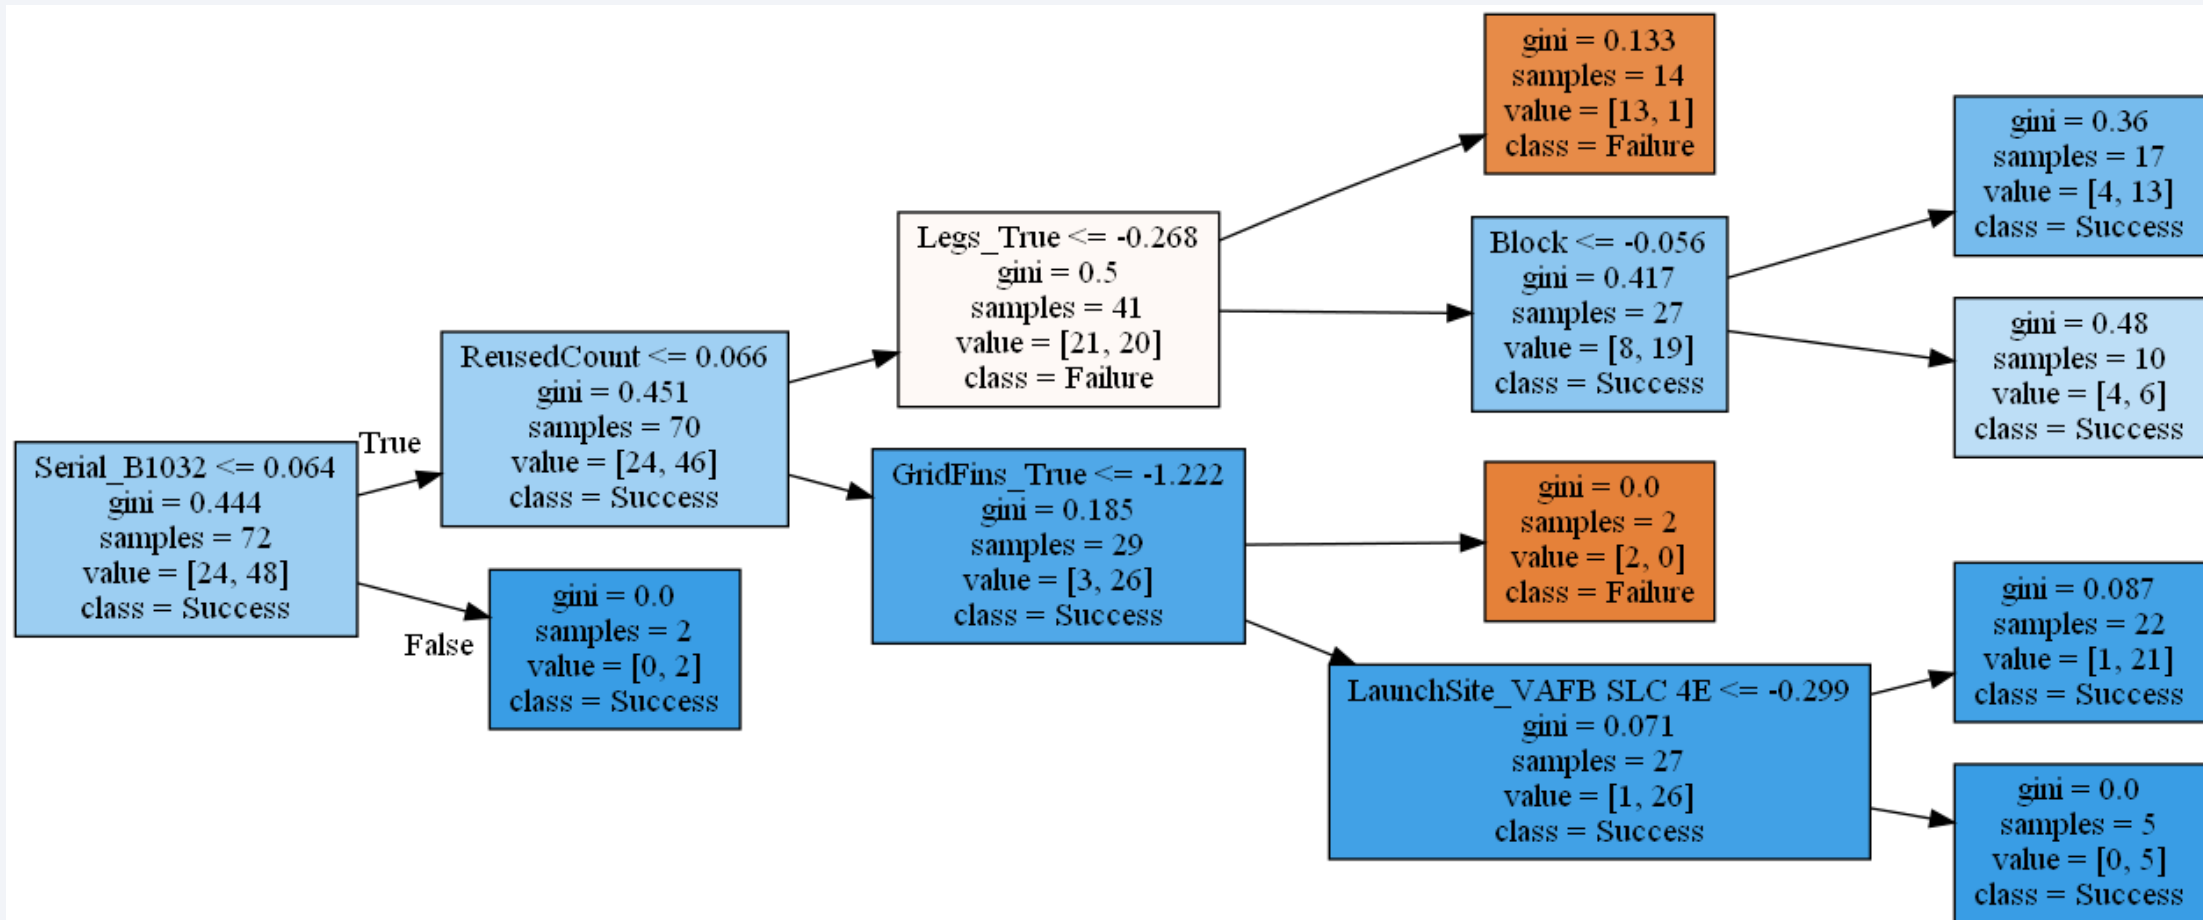 Serial_B1032 <= 0.064
gini = 0.444
samples = 72
value = [24, 48]
class = Success
True
False
ReusedCount <= 0.066
gini = 0.451
samples = 70
value = [24, 46]
class = Success
gini = 0.0
samples = 2
value = [0, 2]
class = Success
Legs_True <= -0.268
gini = 0.5
samples = 41
value = [21, 20]
class = Failure
GridFins_True <= -1.222
gini = 0.185
samples = 29
value = [3, 26]
class = Success
gini = 0.133
samples = 14
value = [13, 1]
class = Failure
Block <= -0.056
gini = 0.417
samples = 27
value = [8, 19]
class = Success
gini = 0.0
samples = 2
value = [2, 0]
class = Failure
LaunchSite_VAFB SLC 4E <= -0.299
gini = 0.071
samples = 27
value = [1, 26]
class = Success
gini = 0.36
samples = 17
value = [4, 13]
class = Success
gini = 0.48
samples = 10
value = [4, 6]
class = Success
gini = 0.087
samples = 22
value = [1, 21]
class = Success
gini = 0.0
samples = 5
value = [0, 5]
class = Success